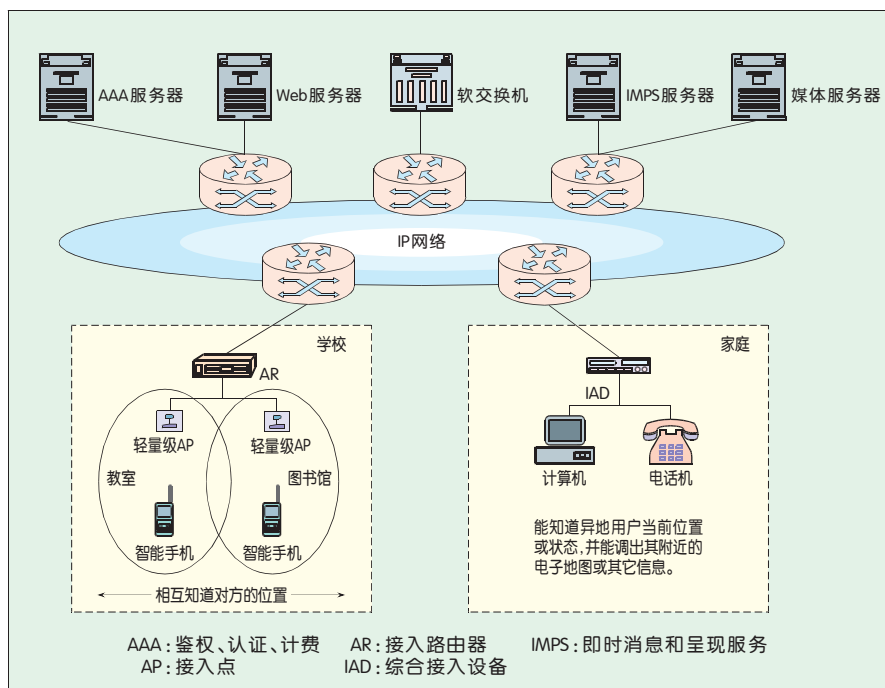 AAA服务器
Web服务器
软交换机
IMPS服务器
媒体服务器
IP网络
学校
AR
轻量级AP
轻量级AP
教室
图书馆
智能手机
智能手机
相互知道对方的位置
家庭
IAD
计算机
电话机
能知道异地用户当前位置
或状态,并能调出其附近的
电子地图或其它信息。
AAA:鉴权、认证、计费 AR:接入路由器 IMPS:即时消息和呈现服务
AP:接入点 IAD:综合接入设备